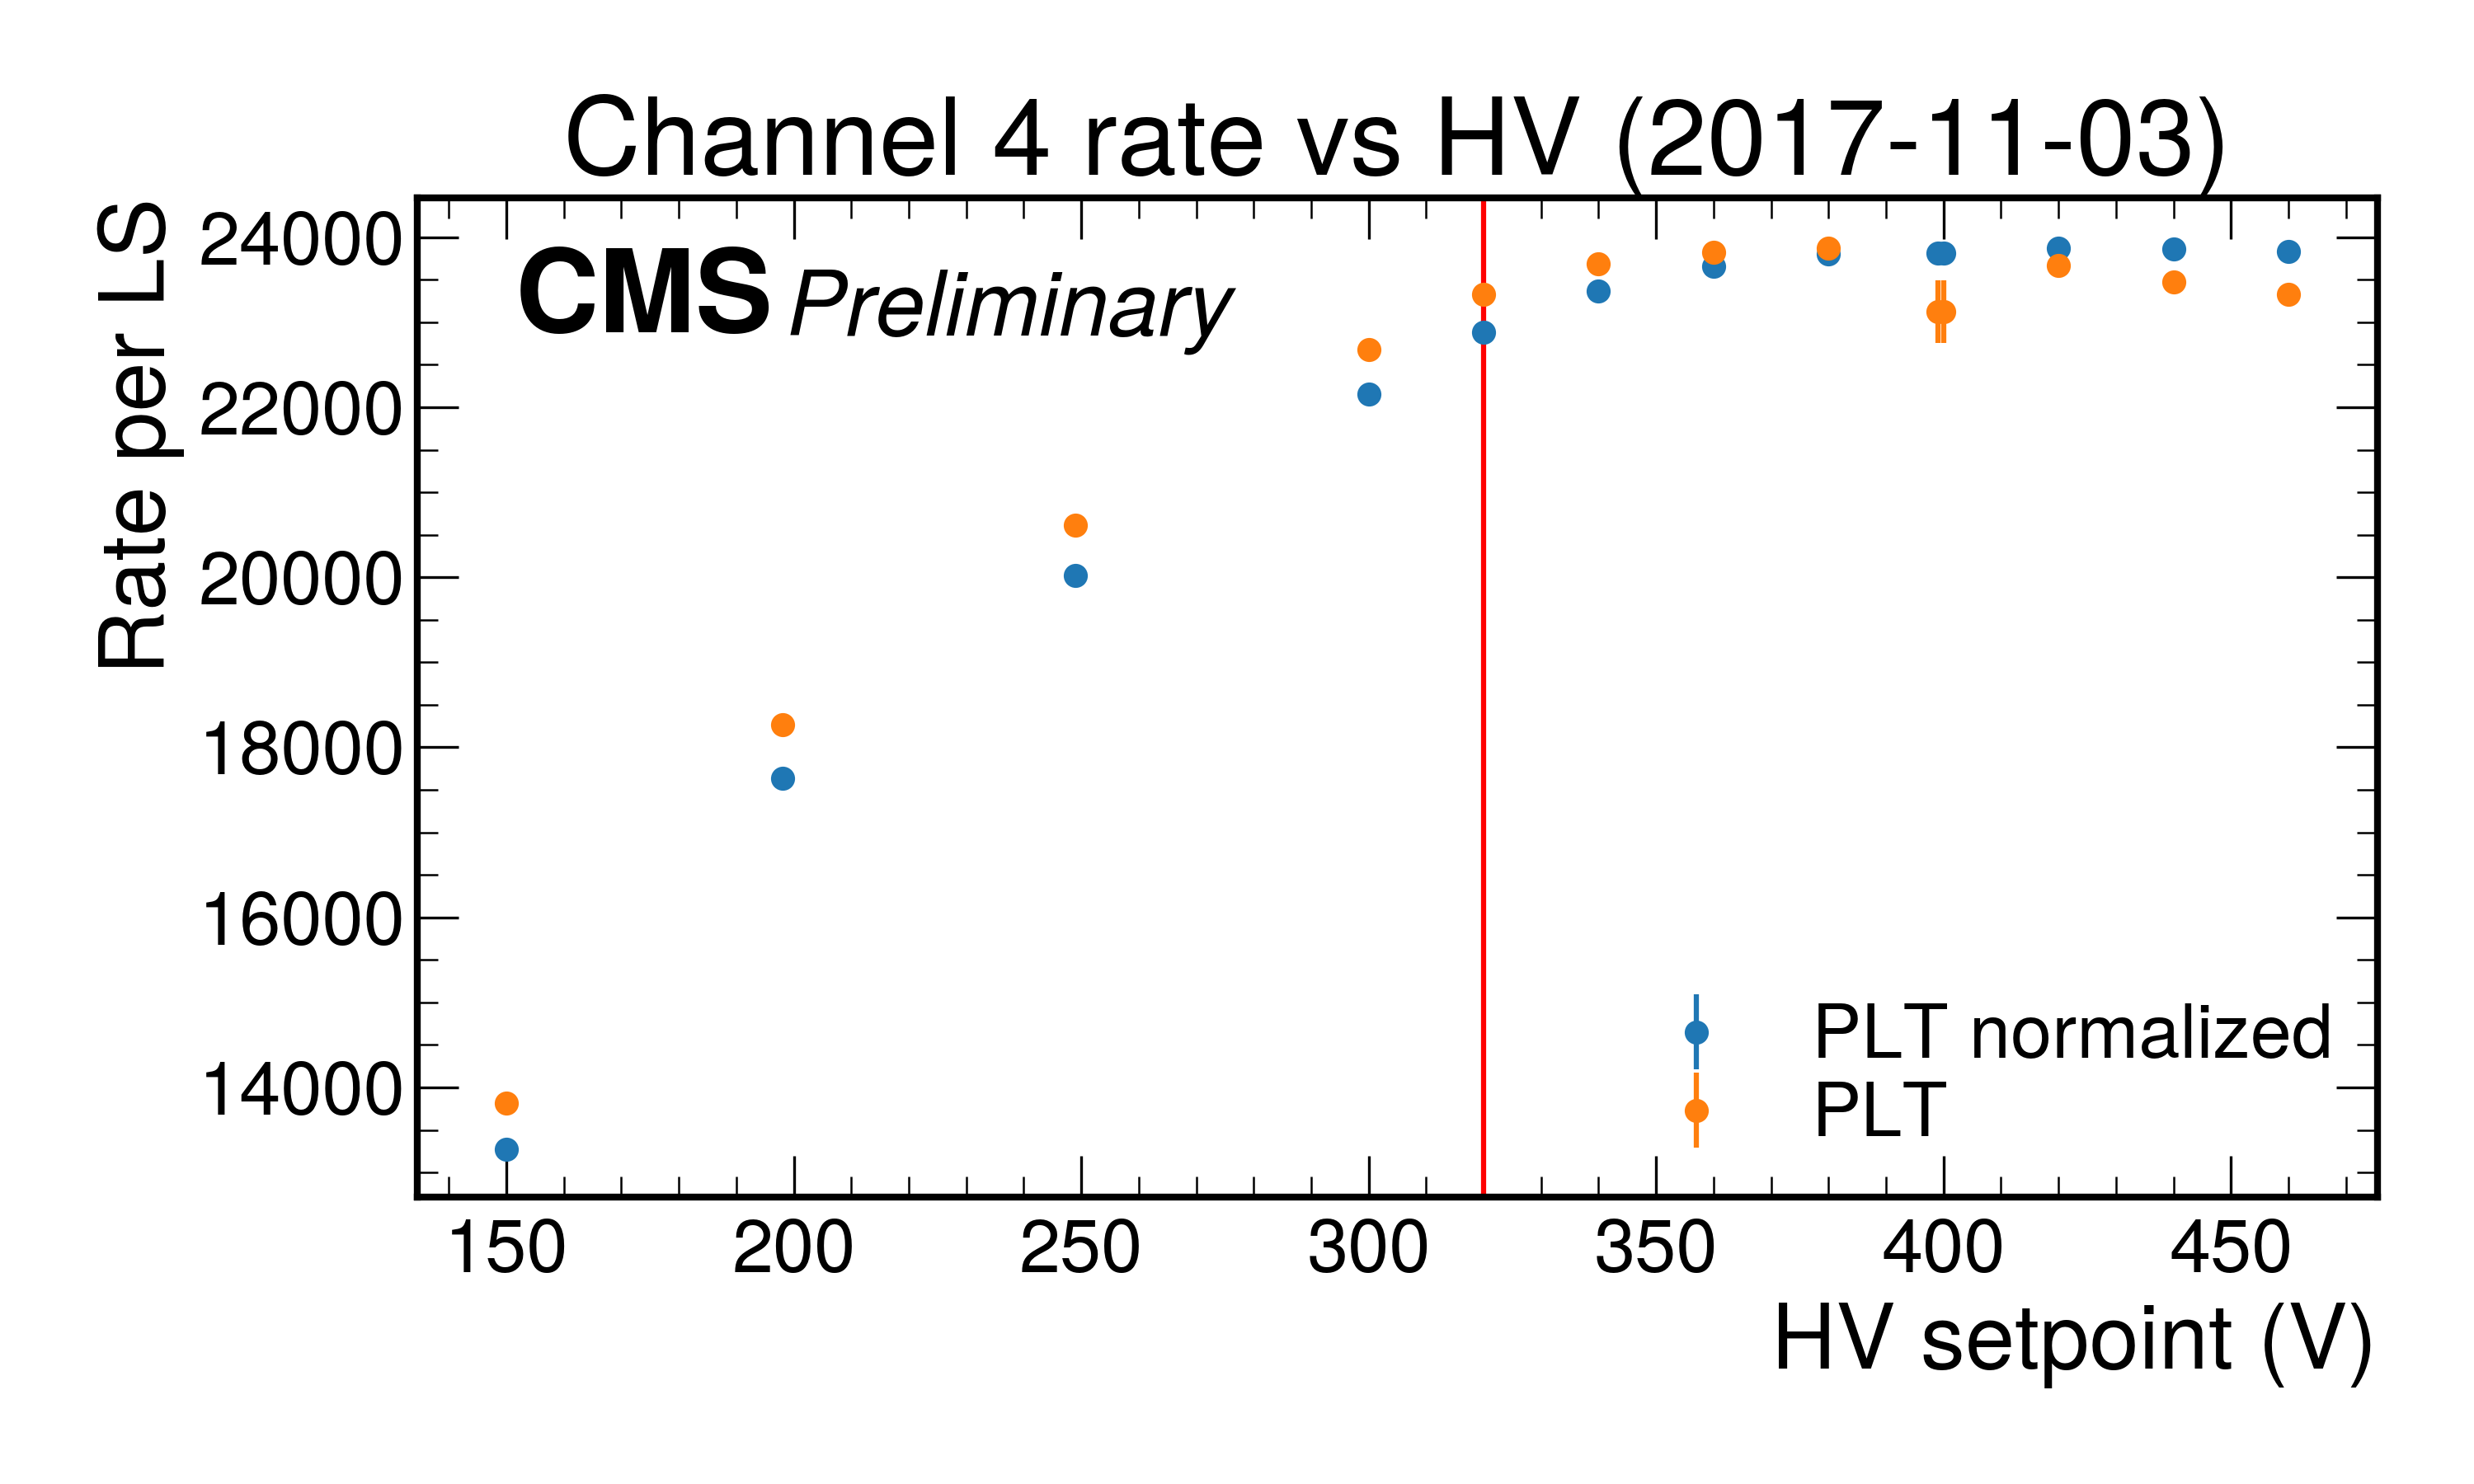 Channel 4 rate vs HV (2017-11-03)
CMS Preliminary
Rate per LS
24000
22000
20000
18000
16000
14000
PLT normalized
PLT
150 200 250 300 350 400 450
HV setpoint (V)